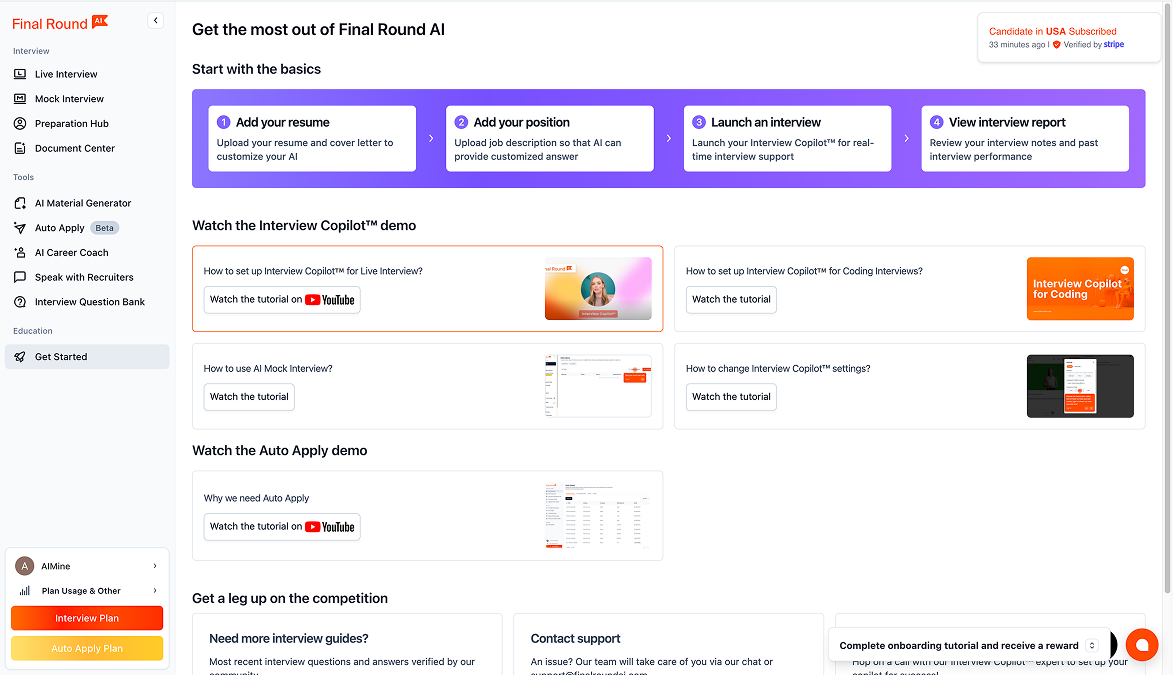 Final Round AI
Interview
Live Interview
Mock Interview
Preparation Hub
Document Center
Tools
AI Material Generator
Auto Apply Beta
AI Career Coach
Speak with Recruiters
Interview Question Bank
Education
Get Started
A AIMine
Plan Usage & Other
Interview Plan
Auto Apply Plan
Get the most out of Final Round AI
Candidate in USA Subscribed
33 minutes ago | Verified by stripe
Start with the basics
1 Add your resume
Upload your resume and cover letter to
customize your AI
2 Add your position
Upload job description so that AI can
provide customized answer
3 Launch an interview
Launch your Interview Copilot™ for real-
time interview support
4 View interview report
Review your interview notes and past
interview performance
Watch the Interview Copilot™ demo
How to set up Interview Copilot™ for Live Interview?
Watch the tutorial on YouTube
Interview Copilot™
How to set up Interview Copilot™ for Coding Interviews?
Watch the tutorial
Interview Copilot
for Coding
How to use AI Mock Interview?
Watch the tutorial
How to change Interview Copilot™ settings?
Watch the tutorial
Watch the Auto Apply demo
Why we need Auto Apply
Watch the tutorial on YouTube
Get a leg up on the competition
Need more interview guides?
Most recent interview questions and answers verified by our
community.
Contact support
An issue? Our team will take care of you via our chat or
support@finalroundai.com
Complete onboarding tutorial and receive a reward
Hop on a call with our Interview Copilot™ expert to set up your
copilot for success!